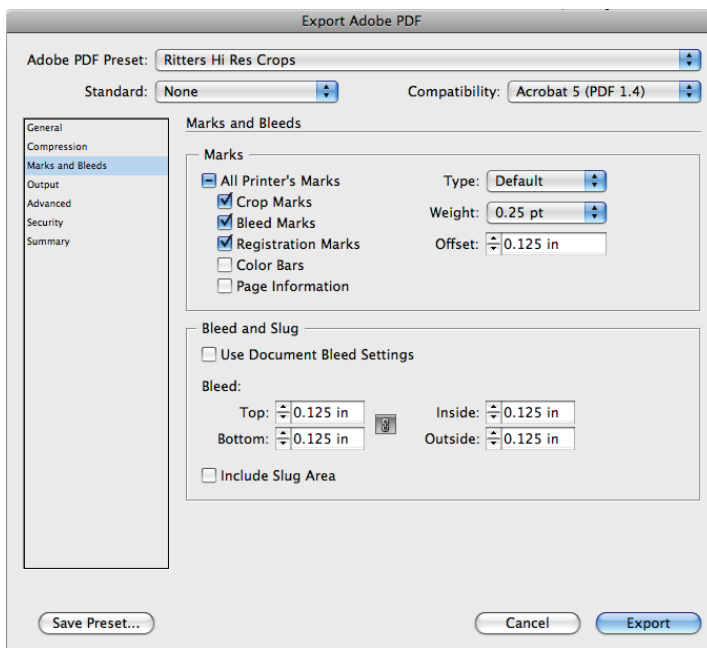 Export Adobe PDF
Adobe PDF Preset: Ritters Hi Res Crops
Standard: None Compatibility: Acrobat 5 (PDF 1.4)
General
Compression
Marks and Bleeds
Output
Advanced
Security
Summary
Marks and Bleeds
Marks
All Printer's Marks Type: Default
Crop Marks
Bleed Marks Weight: 0.25 pt
Registration Marks Offset: 0.125 in
Color Bars
Page Information
Bleed and Slug
Use Document Bleed Settings
Bleed:
Top: 0.125 in Inside: 0.125 in
Bottom: 0.125 in Outside: 0.125 in
Include Slug Area
Save Preset... Cancel Export